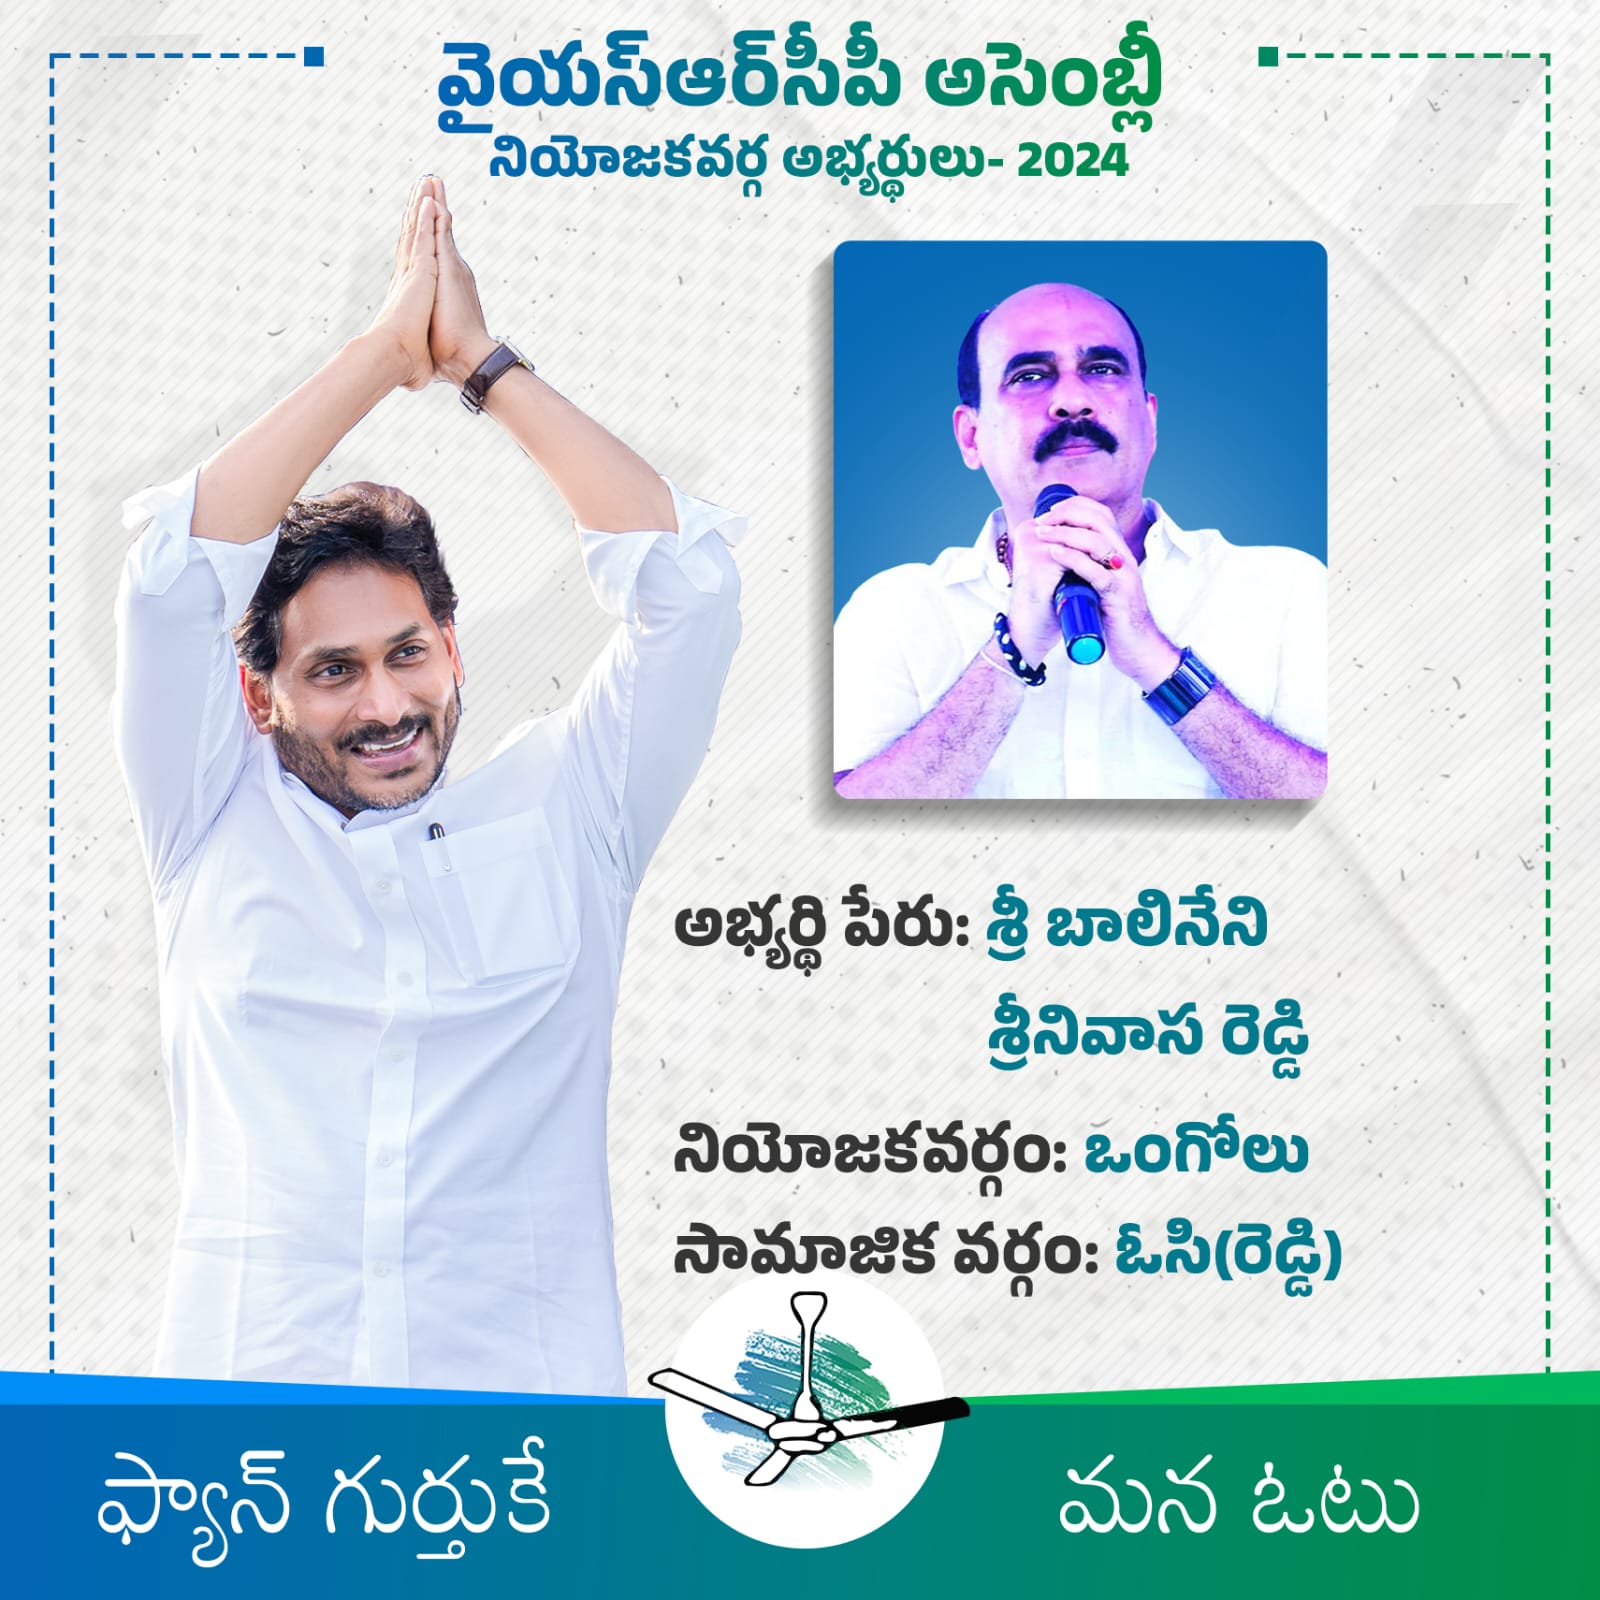 వైయస్ఆర్‌సీపీ అసెంబ్లీ
నియోజకవర్గ అభ్యర్థులు- 2024
అభ్యర్థి పేరు: శ్రీ బాలినేని
శ్రీనివాస రెడ్డి
నియోజకవర్గం: ఒంగోలు
సామాజిక వర్గం: ఓసి(రెడ్డి)
ఫ్యాన్ గుర్తుకే
మన ఓటు